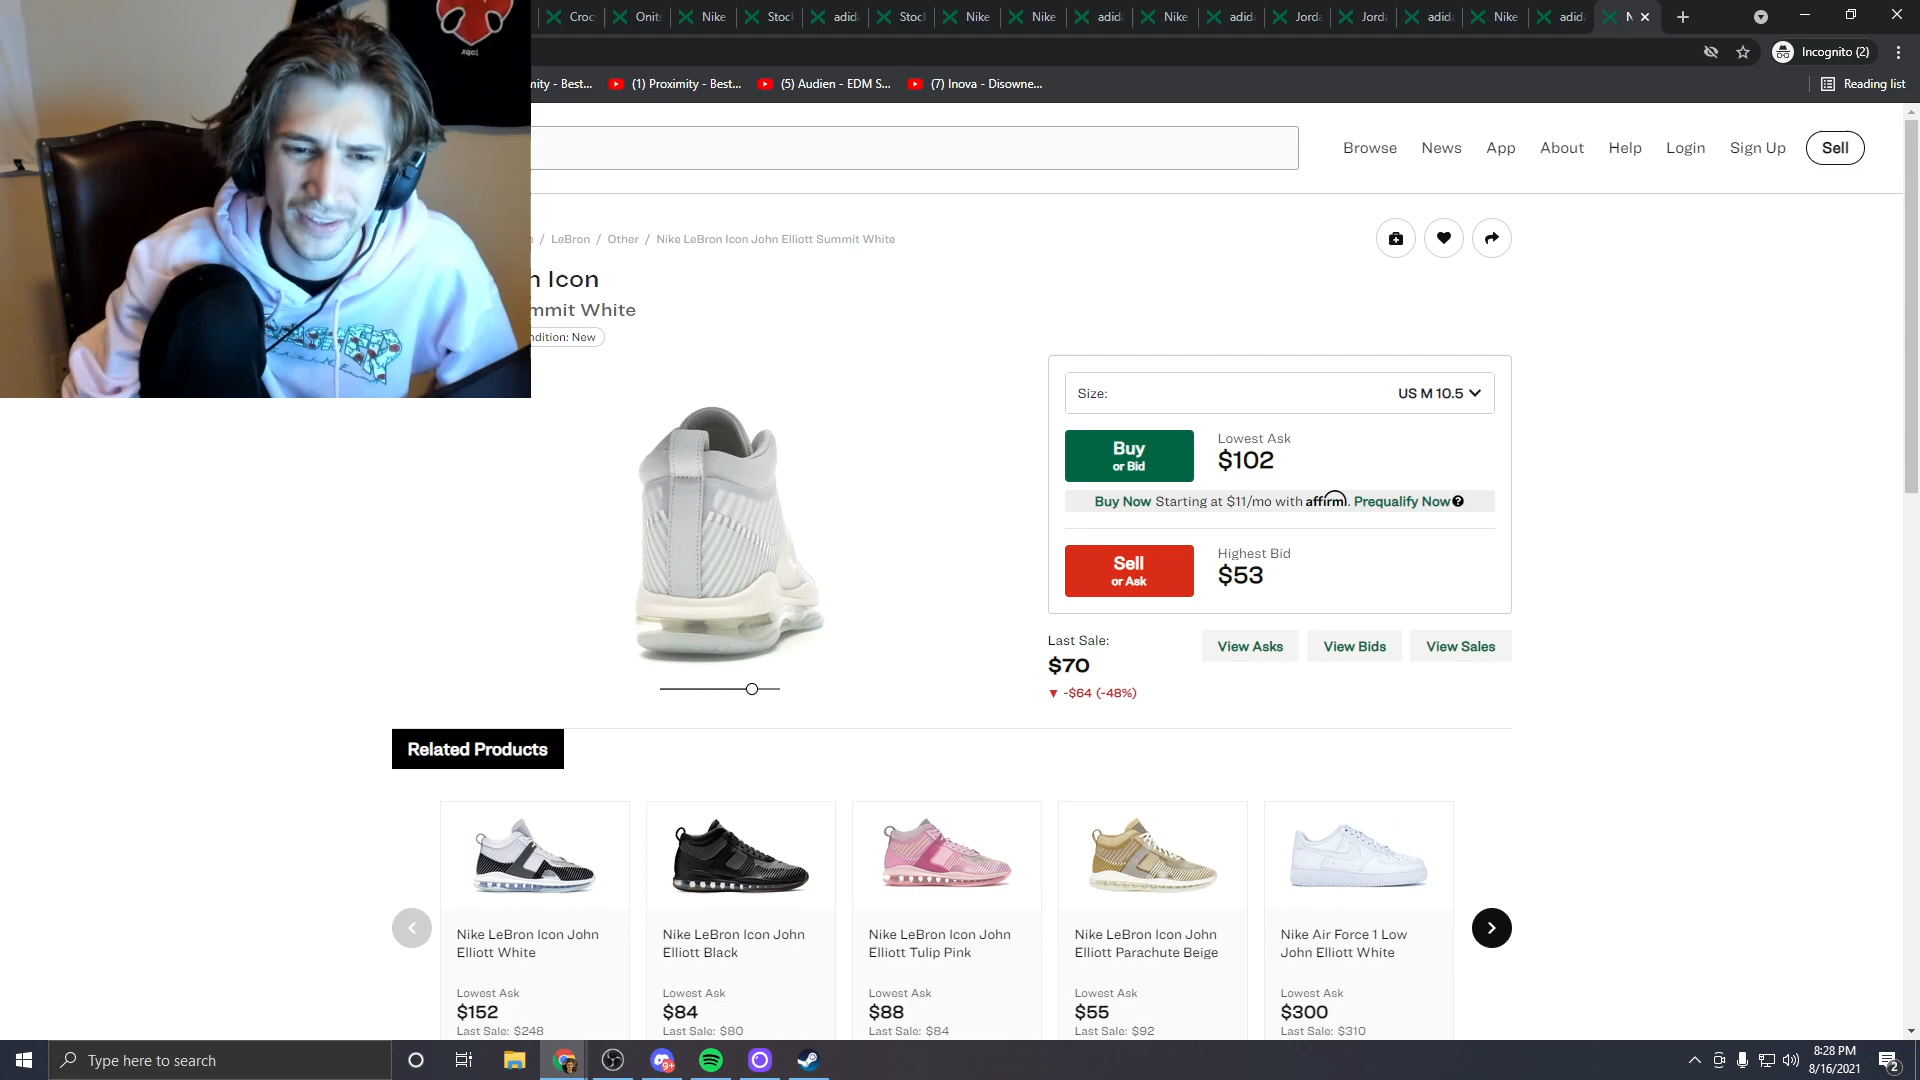 xqcL
Croc Onits Nike Stoc adid Stoc Nike Nike adid Nike adid Jorda Jorda adid Nike adid N
Incognito (2)
nity - Best... (1) Proximity - Best... (5) Audien - EDM S... (7) Inova - Disowne... Reading list
Browse News App About Help Login Sign Up Sell
/ LeBron / Other / Nike LeBron Icon John Elliott Summit White
n Icon
mmit White
ndition: New
Size: US M 10.5
Buy
or Bid
Lowest Ask
$102
Buy Now Starting at $11/mo with affirm. Prequalify Now
Sell
or Ask
Highest Bid
$53
Last Sale:
$70
▼ -$64 (-48%)
View Asks View Bids View Sales
Related Products
Nike LeBron Icon John
Elliott White
Lowest Ask
$152
Last Sale: $248
Nike LeBron Icon John
Elliott Black
Lowest Ask
$84
Last Sale: $80
Nike LeBron Icon John
Elliott Tulip Pink
Lowest Ask
$88
Last Sale: $84
Nike LeBron Icon John
Elliott Parachute Beige
Lowest Ask
$55
Last Sale: $92
Nike Air Force 1 Low
John Elliott White
Lowest Ask
$300
Last Sale: $310
Type here to search
9+
8:28 PM
8/16/2021
2